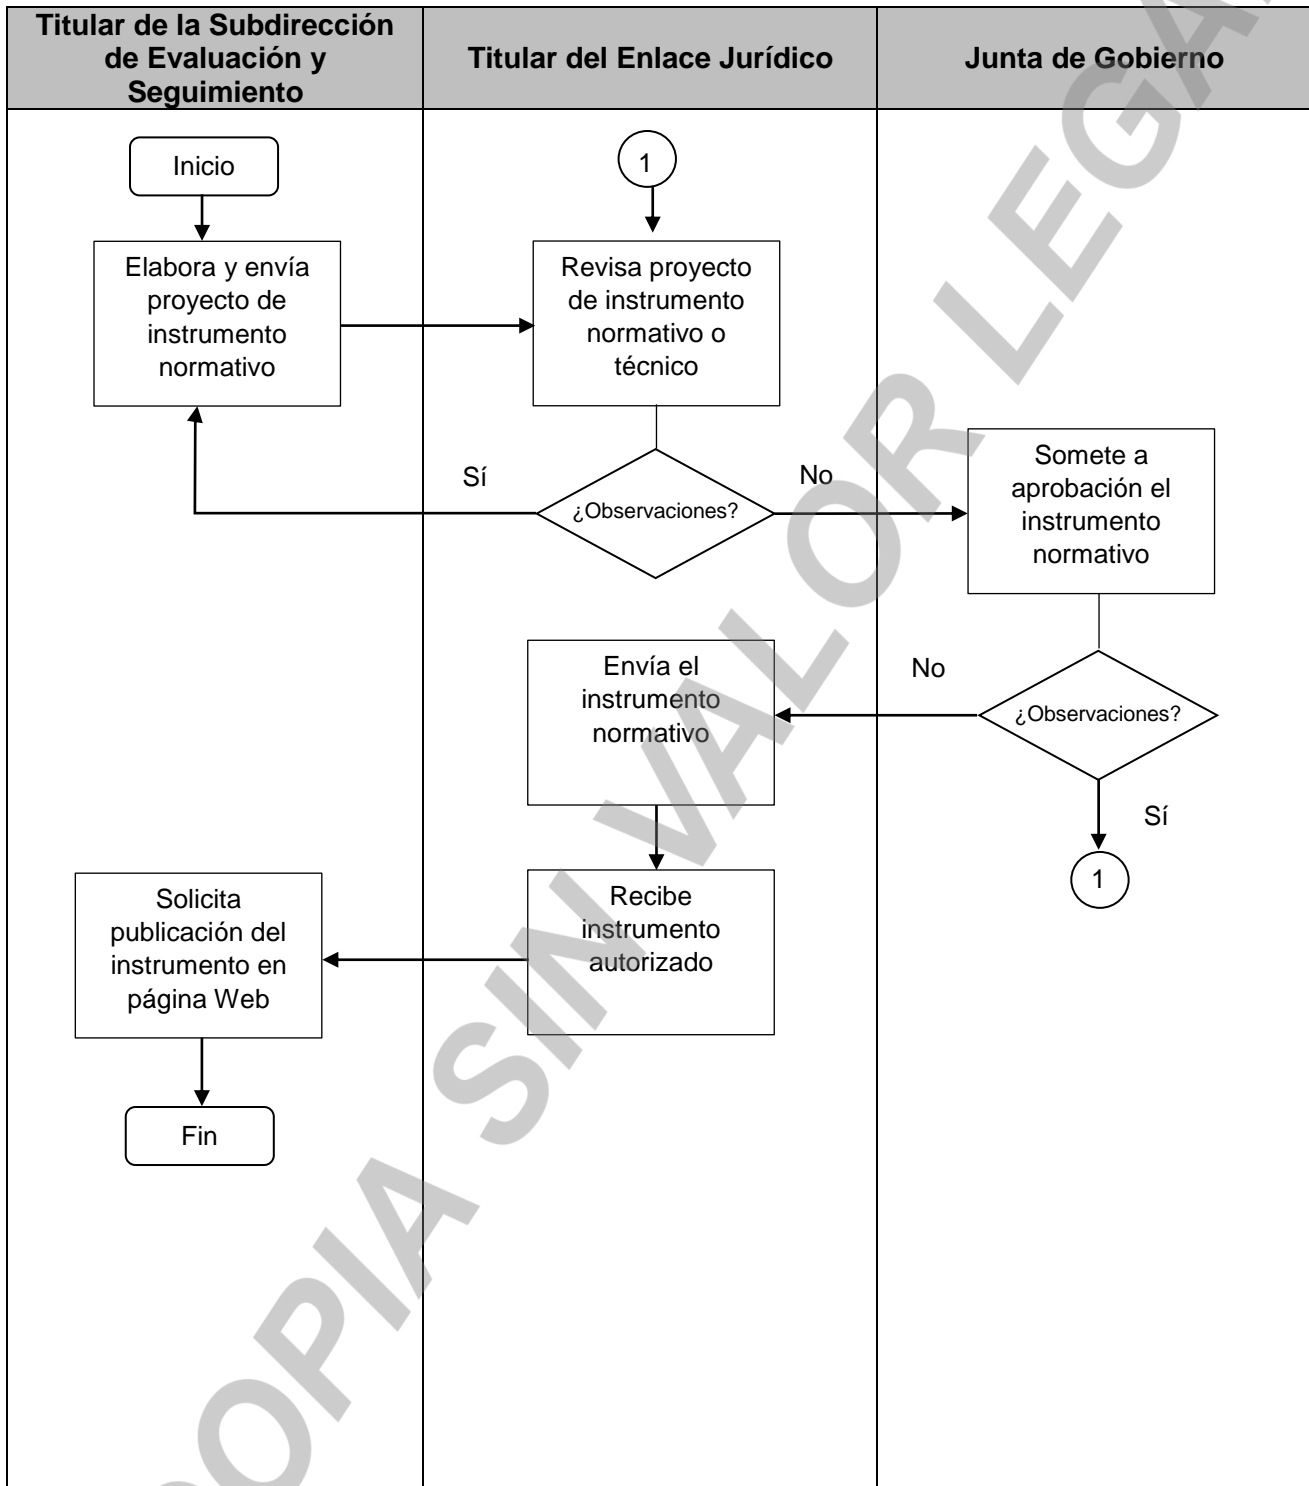 Titular de la Subdirección
de Evaluación y
Seguimiento
Titular del Enlace Jurídico
Junta de Gobierno
Inicio
1
Elabora y envía
proyecto de
instrumento
normativo
Revisa proyecto
de instrumento
normativo o
técnico
Sí
¿Observaciones?
No
Somete a
aprobación el
instrumento
normativo
Envía el
instrumento
normativo
No
¿Observaciones?
Sí
1
Solicita
publicación del
instrumento en
página Web
Recibe
instrumento
autorizado
Fin
COPIA SIN VALOR LEGAL